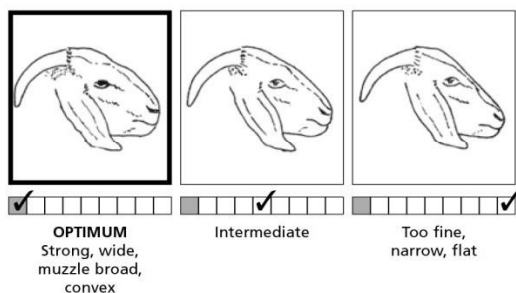 OPTIMUM
Strong, wide,
muzzle broad,
convex
Intermediate
Too fine,
narrow, flat